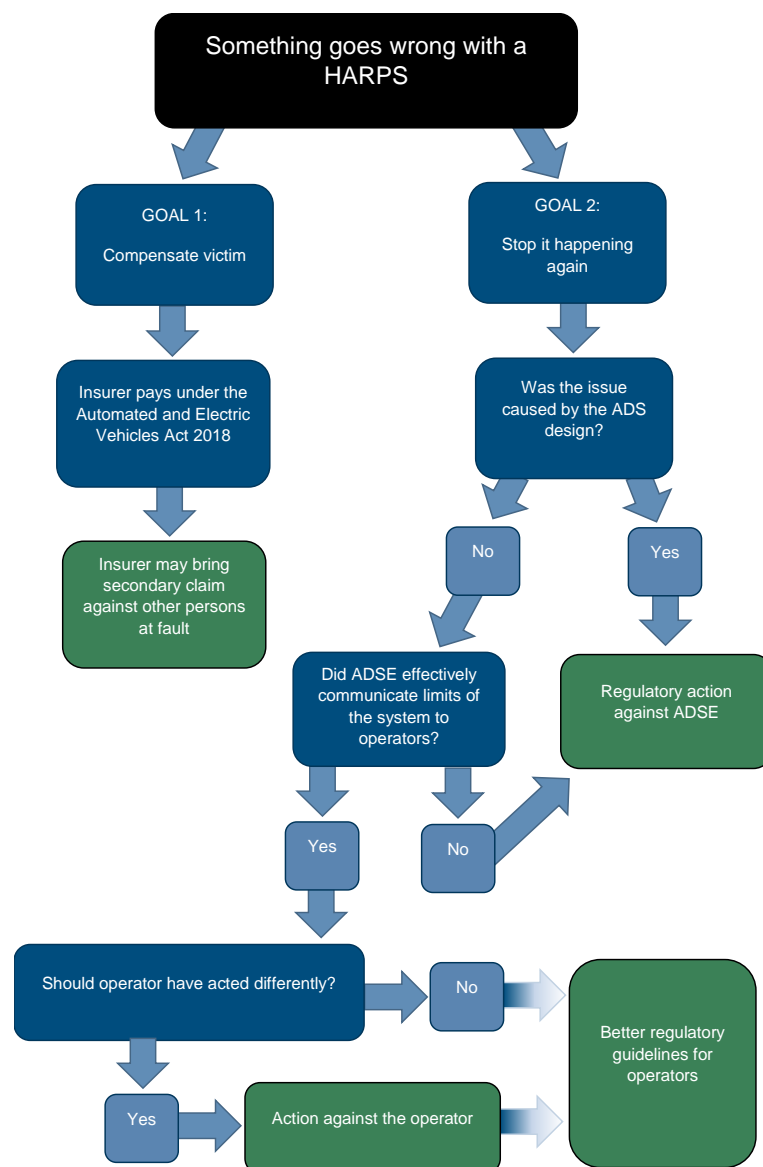 Something goes wrong with a
HARPS
GOAL 1:
Compensate victim
GOAL 2:
Stop it happening
again
Insurer pays under the
Automated and Electric
Vehicles Act 2018
Was the issue
caused by the ADS
design?
Insurer may bring
secondary claim
against other persons
at fault
No
Yes
Did ADSE effectively
communicate limits of
the system to
operators?
Regulatory action
against ADSE
Yes
No
Should operator have acted differently?
No
Better regulatory
guidelines for
operators
Yes
Action against the operator